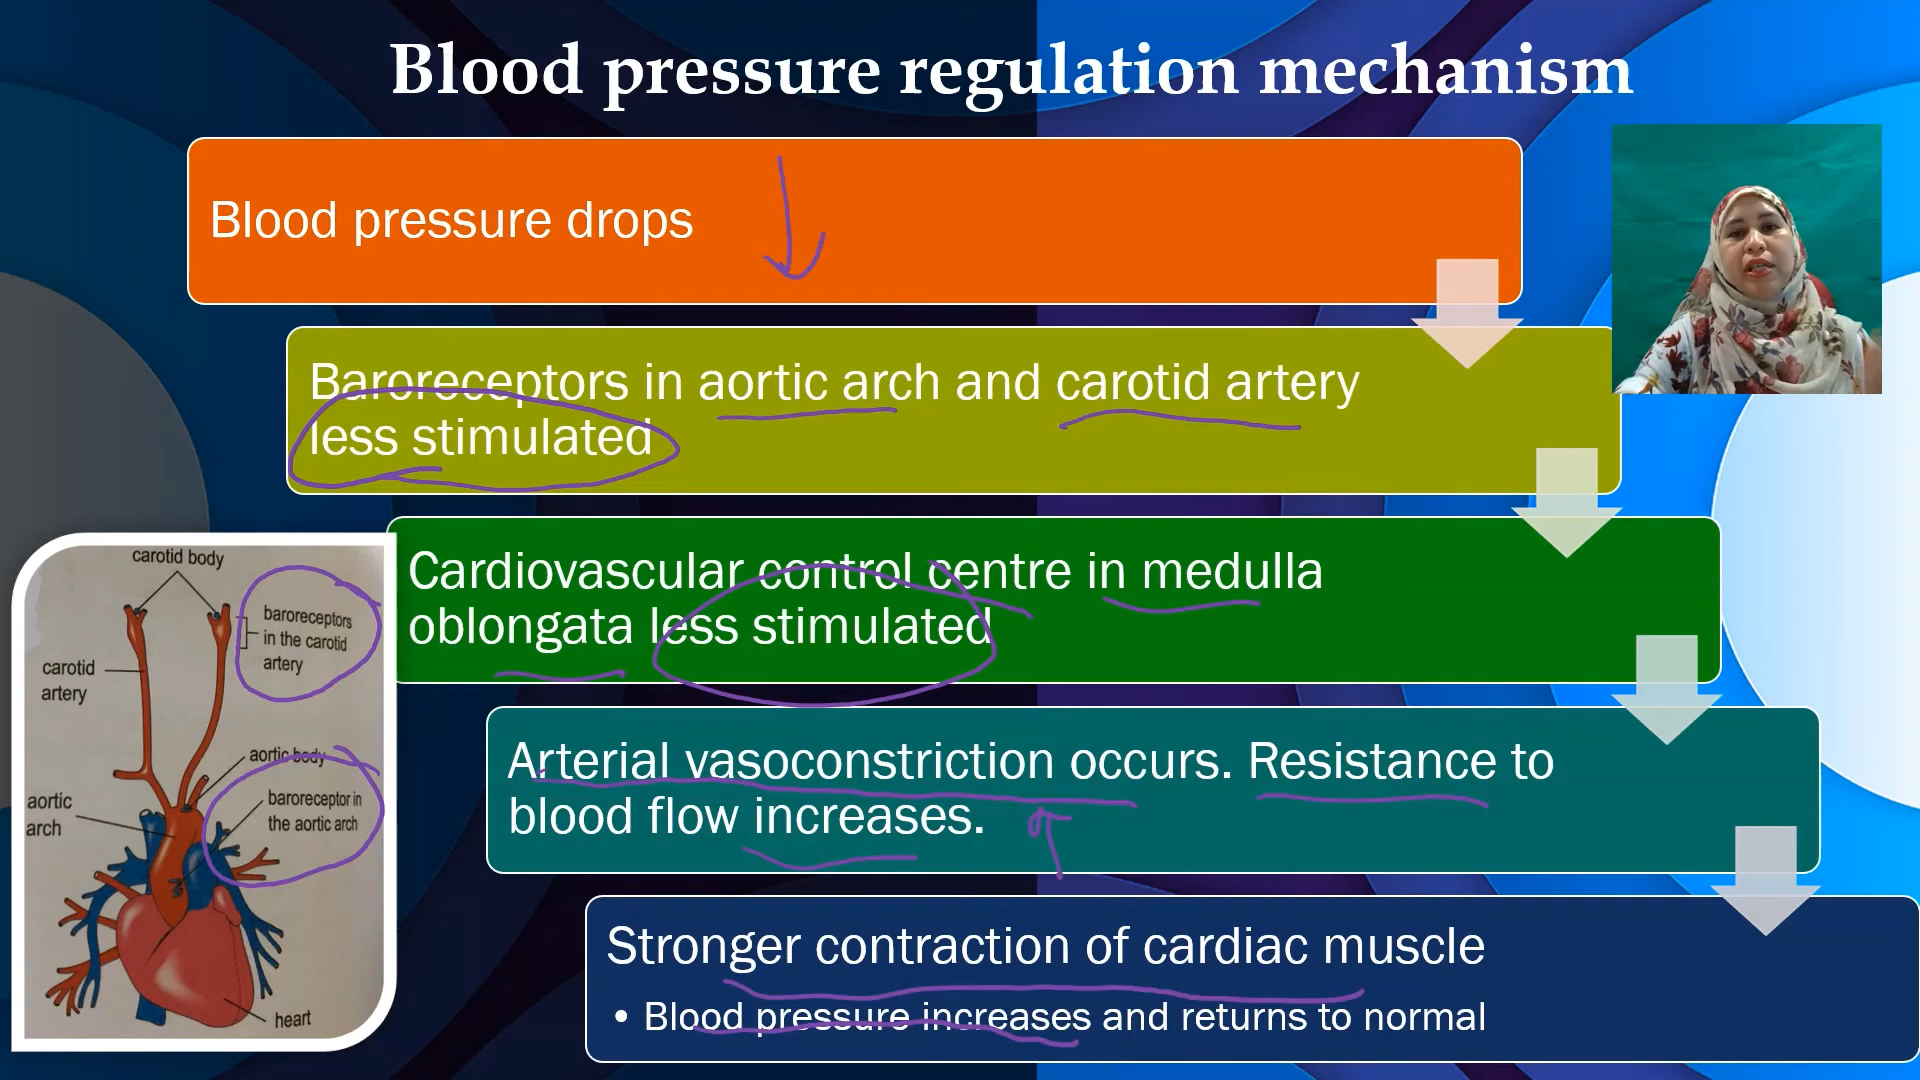 Blood pressure regulation mechanism
Blood pressure drops
Baroreceptors in aortic arch and carotid artery
less stimulated
Cardiovascular control centre in medulla
oblongata less stimulated
Arterial vasoconstriction occurs. Resistance to
blood flow increases.
Stronger contraction of cardiac muscle
• Blood pressure increases and returns to normal
carotid body
baroreceptors
in the carotid
artery
carotid
artery
aortic body
baroreceptor in
the aortic arch
aortic
arch
heart